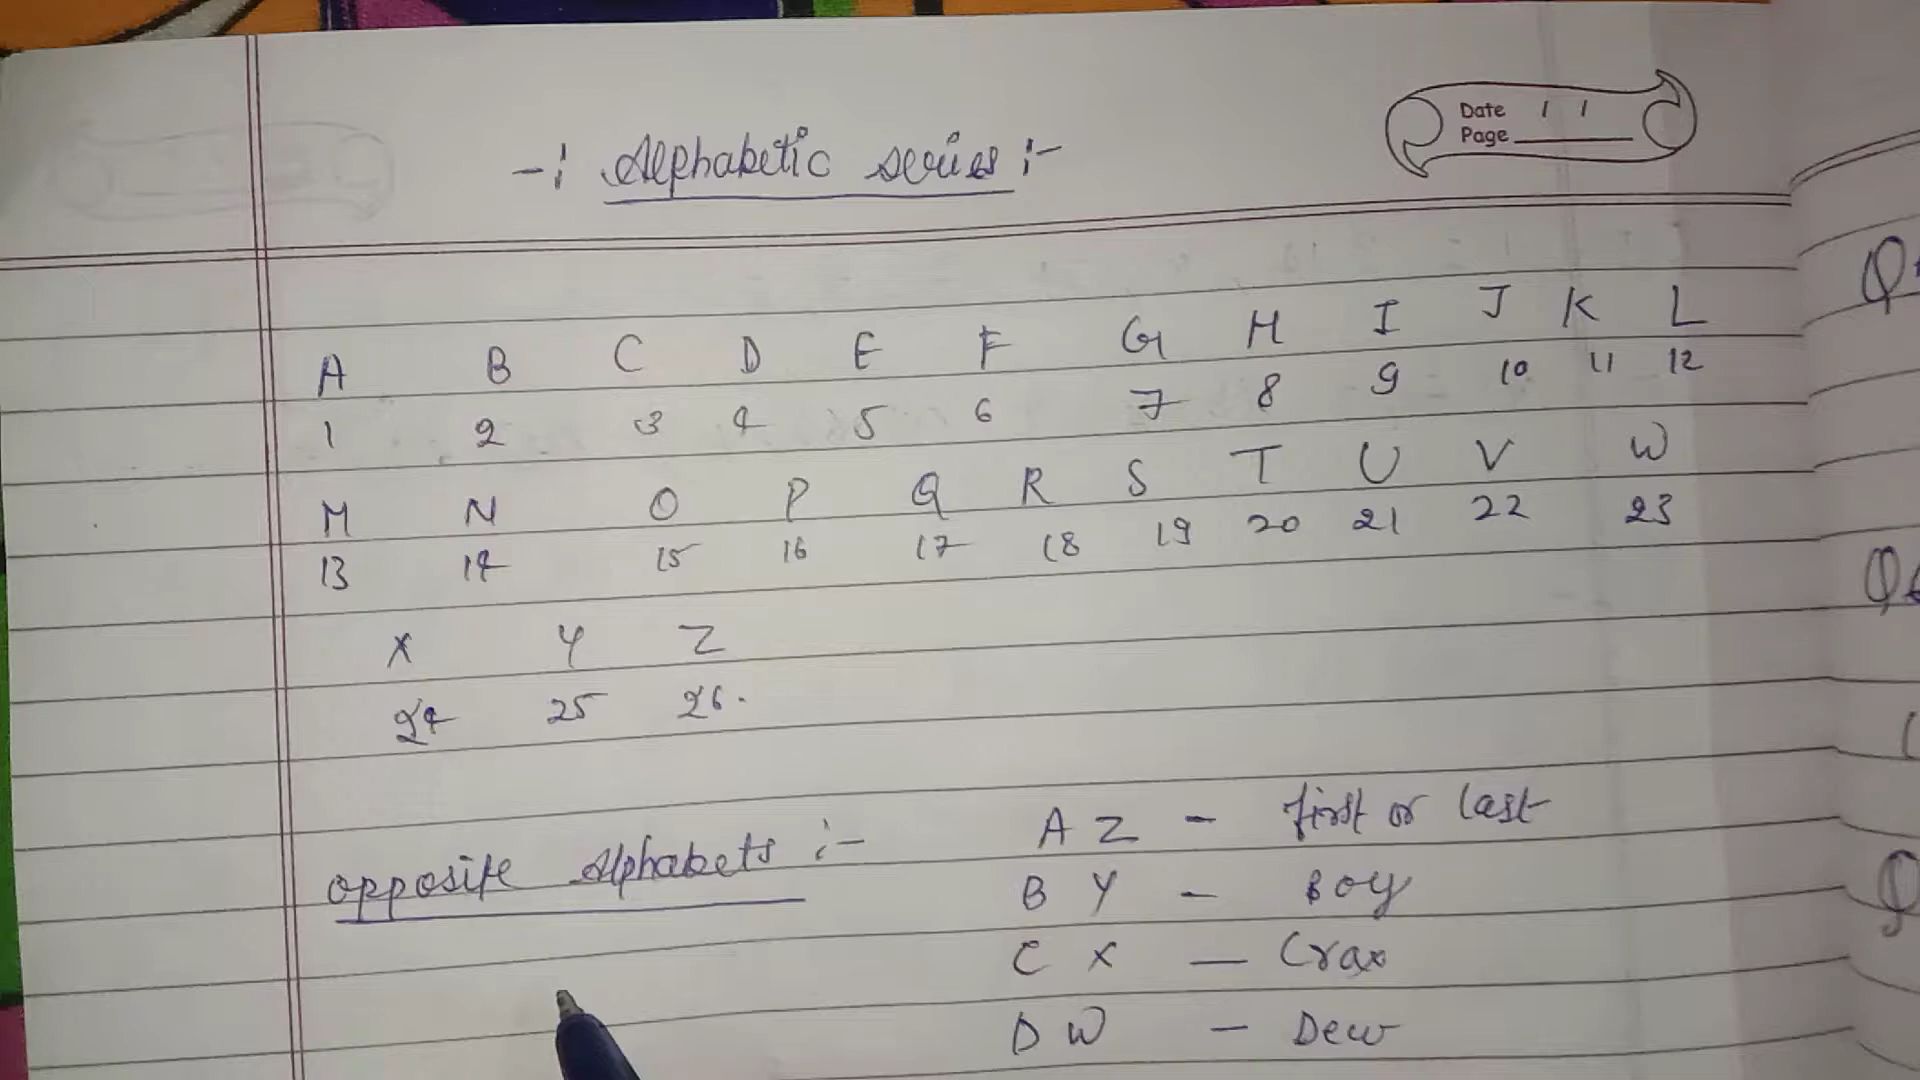 Date / /
Page
-: Alphabetic series :-
A B C D E F G H I J K L
1 2 3 4 5 6 7 8 9 10 11 12
M N O P Q R S T U V W
13 14 15 16 17 18 19 20 21 22 23
X Y Z
24 25 26.
opposite Alphabets :-
A Z - first or last
B Y - Boy
C X - Crax
D W - Dew
Q
Q
Q